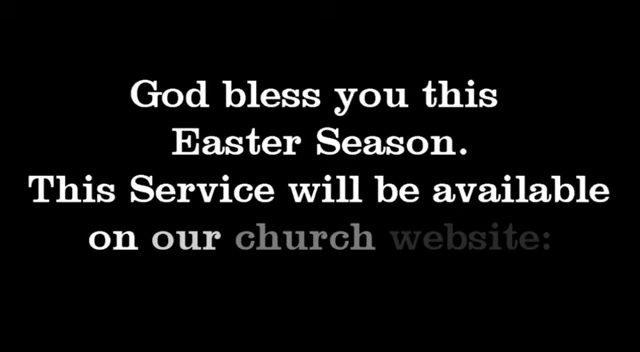 God bless you this
Easter Season.
This Service will be available
on our church website: